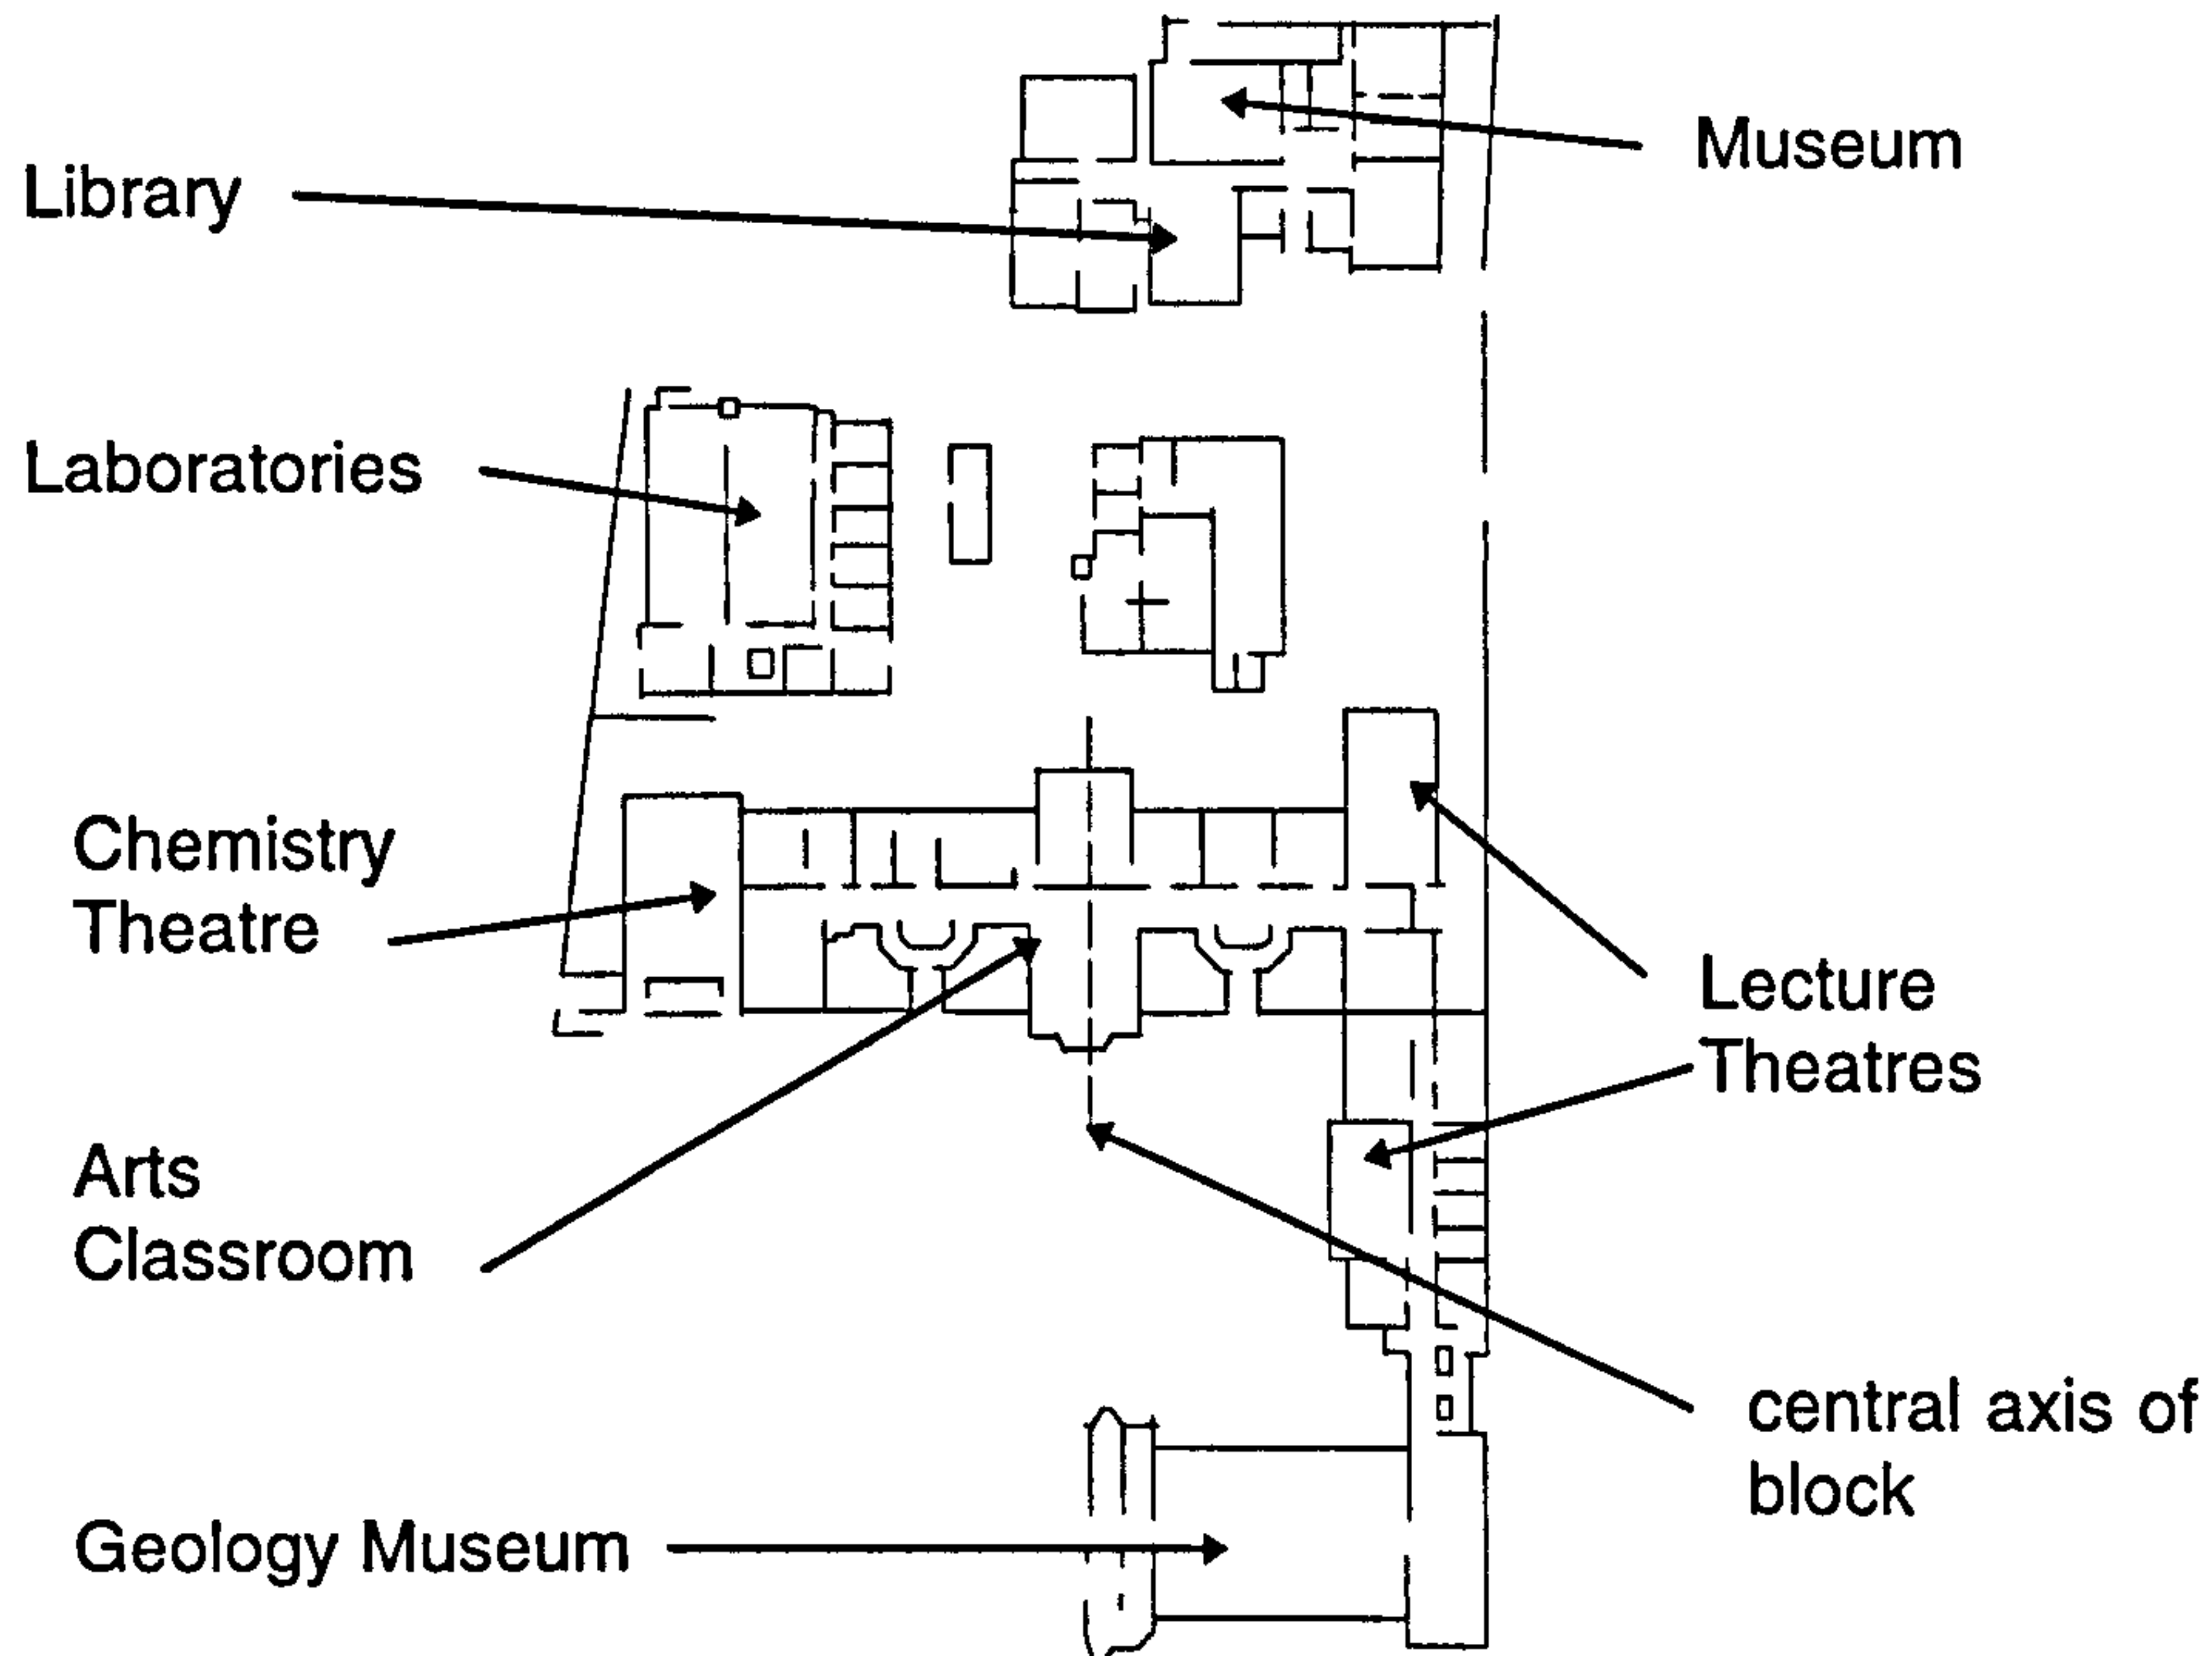 Museum
Library
Laboratories
Chemistry
Theatre
Lecture
Theatres
Arts
Classroom
central axis of
block
Geology Museum